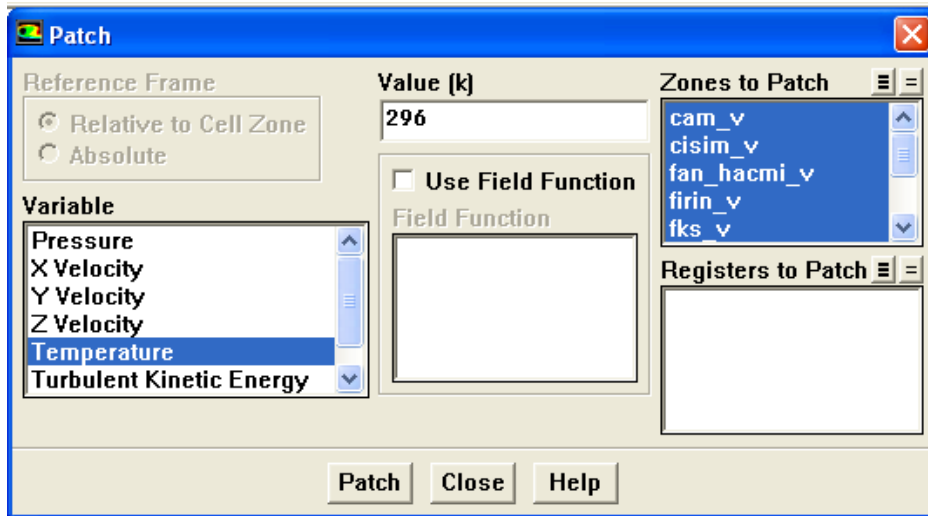 Patch
Reference Frame
Relative to Cell Zone
Absolute
Variable
Pressure
X Velocity
Y Velocity
Z Velocity
Temperature
Turbulent Kinetic Energy
Value (k)
296
Use Field Function
Field Function
Zones to Patch
cam_v
cisim_v
fan_hacmi_v
firin_v
fks_v
Registers to Patch
Patch Close Help